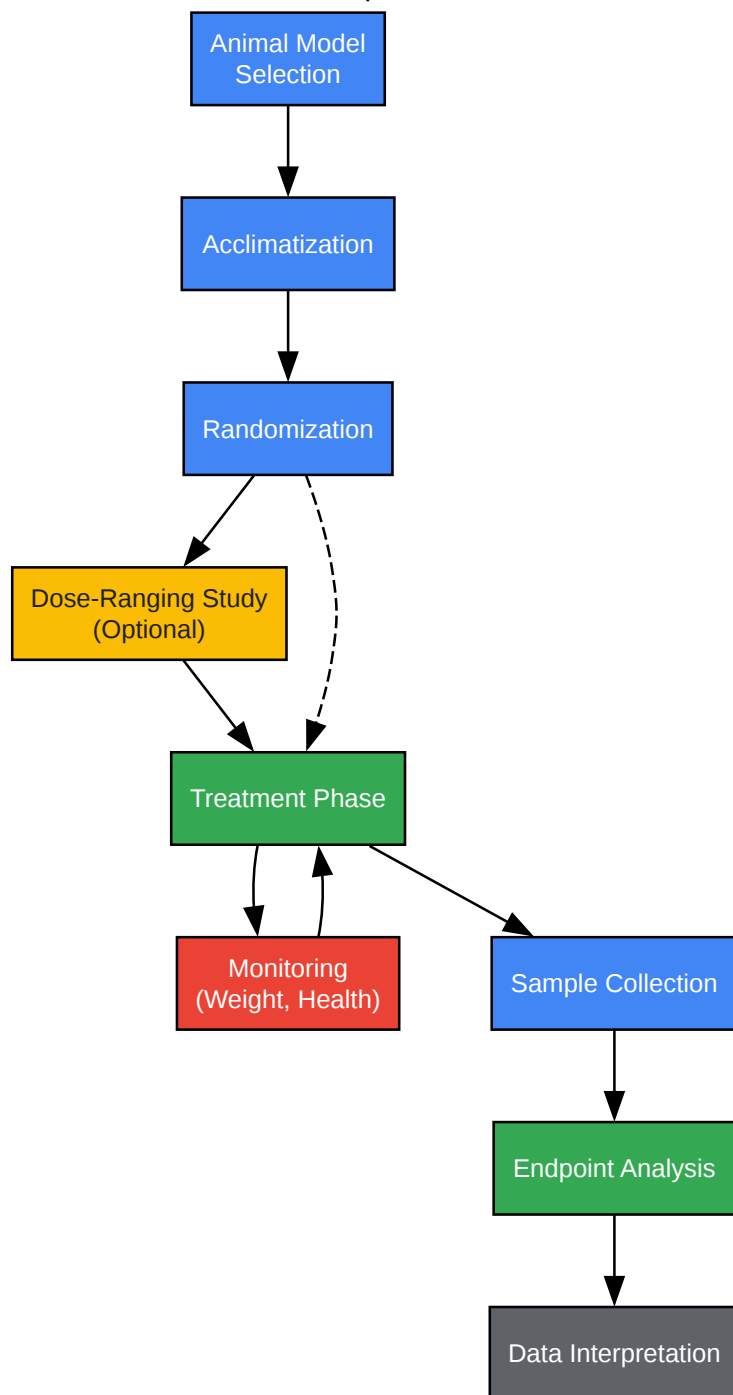 Animal Model
Selection
Acclimatization
Randomization
Dose-Ranging Study
(Optional)
Treatment Phase
Monitoring
(Weight, Health)
Sample Collection
Endpoint Analysis
Data Interpretation